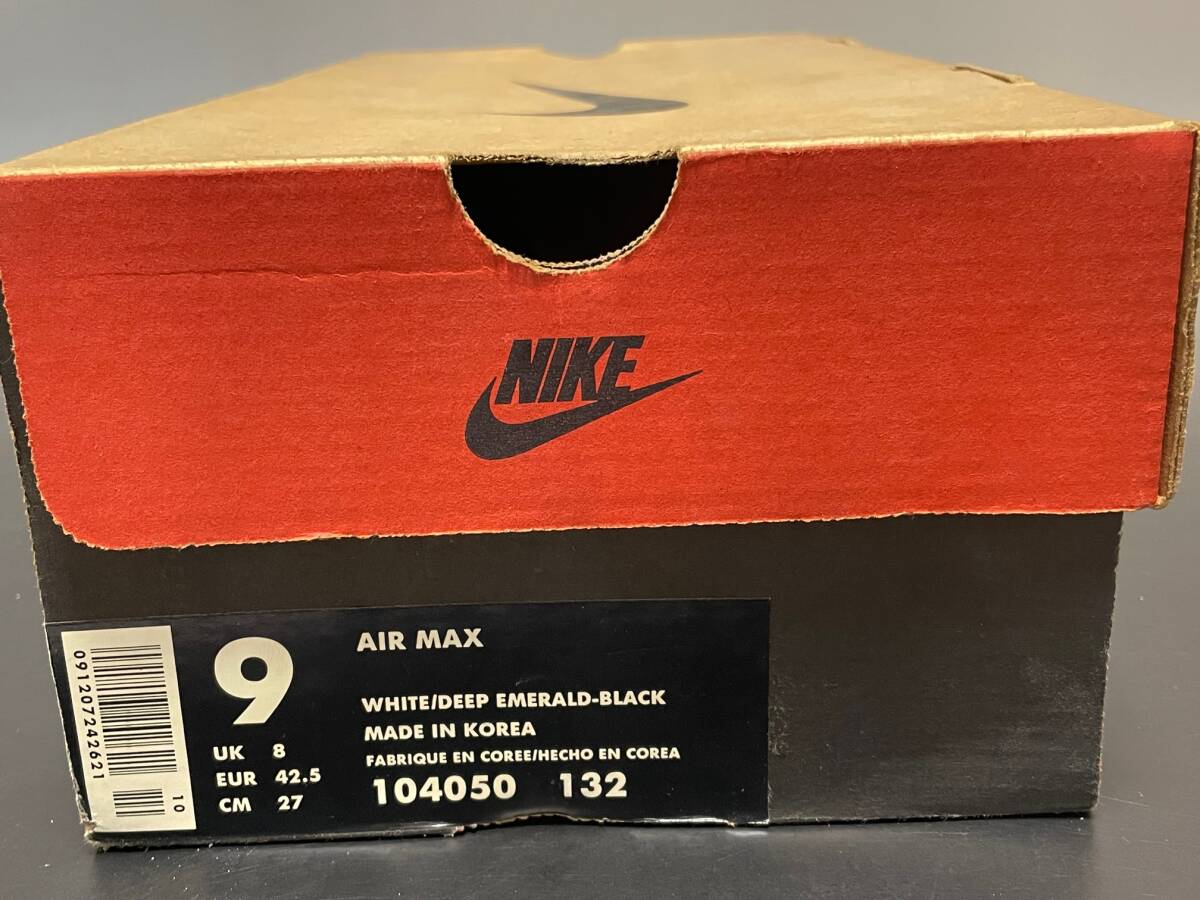 NIKE
9
AIR MAX
WHITE/DEEP EMERALD-BLACK
MADE IN KOREA
FABRIQUE EN COREE/HECHO EN COREA
104050 132
UK 8
EUR 42.5
CM 27
091207242621
10